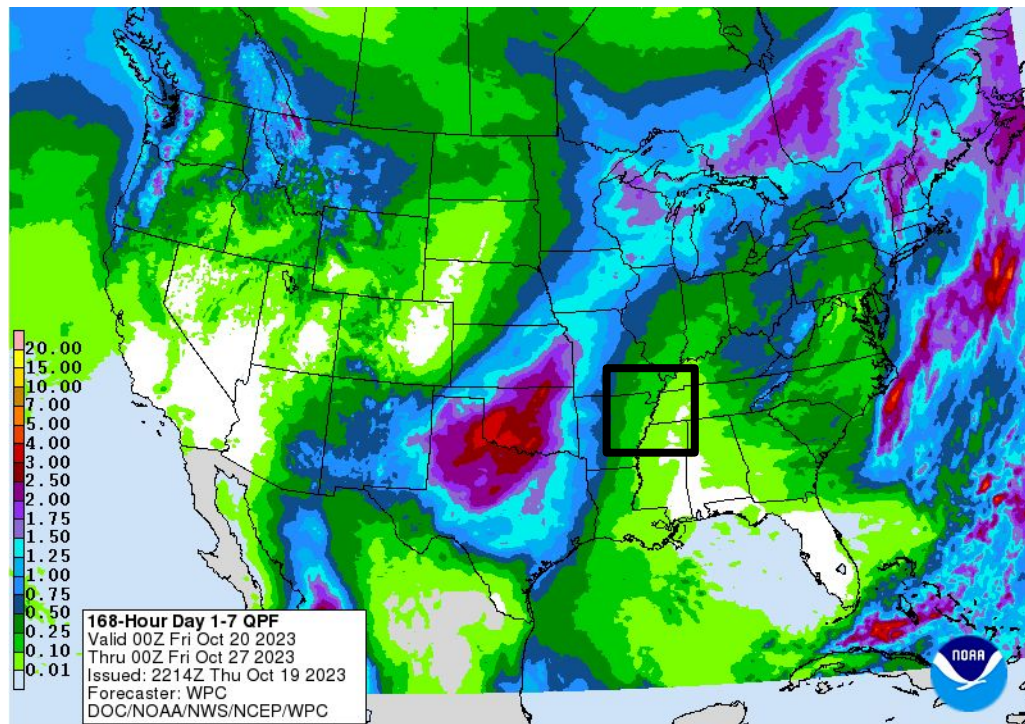 20.00
15.00
10.00
7.00
5.00
4.00
3.00
2.50
2.00
1.75
1.50
1.25
1.00
0.75
0.50
0.25
0.10
0.01
168-Hour Day 1-7 QPF
Valid 00Z Fri Oct 20 2023
Thru 00Z Fri Oct 27 2023
Issued: 2214Z Thu Oct 19 2023
Forecaster: WPC
DOC/NOAA/NWS/NCEP/WPC
NOAA